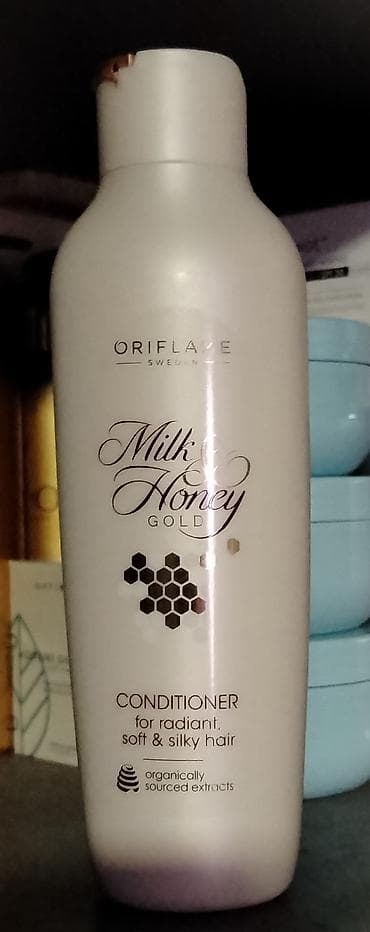 ORIFLAME
SWEDEN
Milk &
Honey
GOLD
CONDITIONER
for radiant,
soft & silky hair
organically
sourced extracts